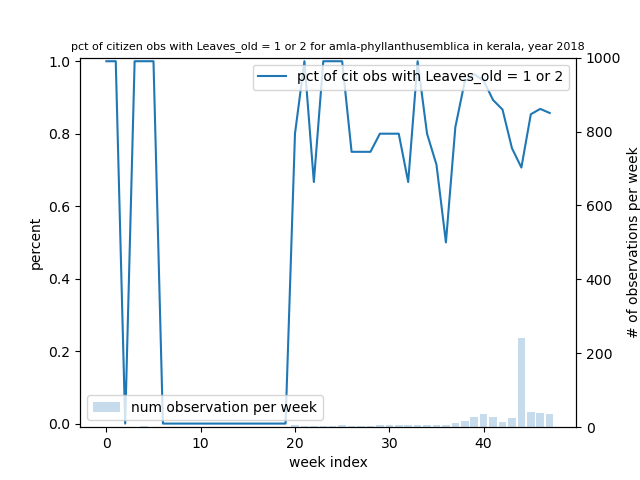 pct of citizen obs with Leaves_old = 1 or 2 for amla-phyllanthusemblica in kerala, year 2018
pct of cit obs with Leaves_old = 1 or 2
num observation per week
percent
1.0
0.8
0.6
0.4
0.2
0.0
1000
800
600
400
200
0
# of observations per week
0 10 20 30 40
week index